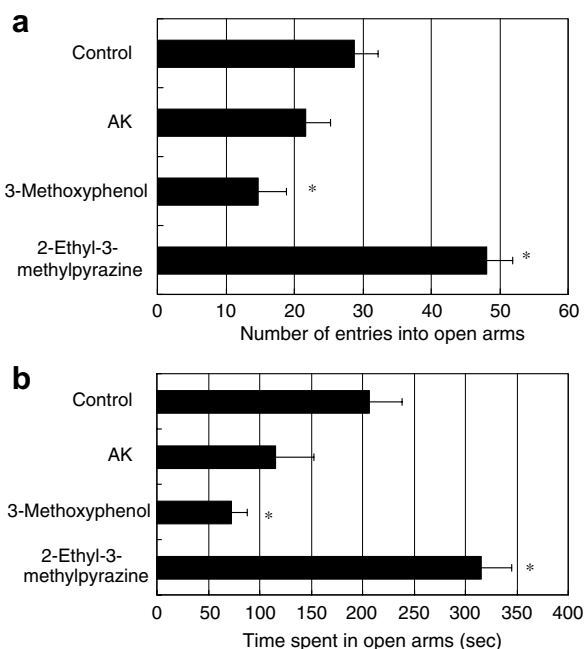 a
Control
AK
3-Methoxyphenol
*
2-Ethyl-3-
methylpyrazine
*
0 10 20 30 40 50 60
Number of entries into open arms
b
Control
AK
3-Methoxyphenol
*
2-Ethyl-3-
methylpyrazine
*
0 50 100 150 200 250 300 350 400
Time spent in open arms (sec)